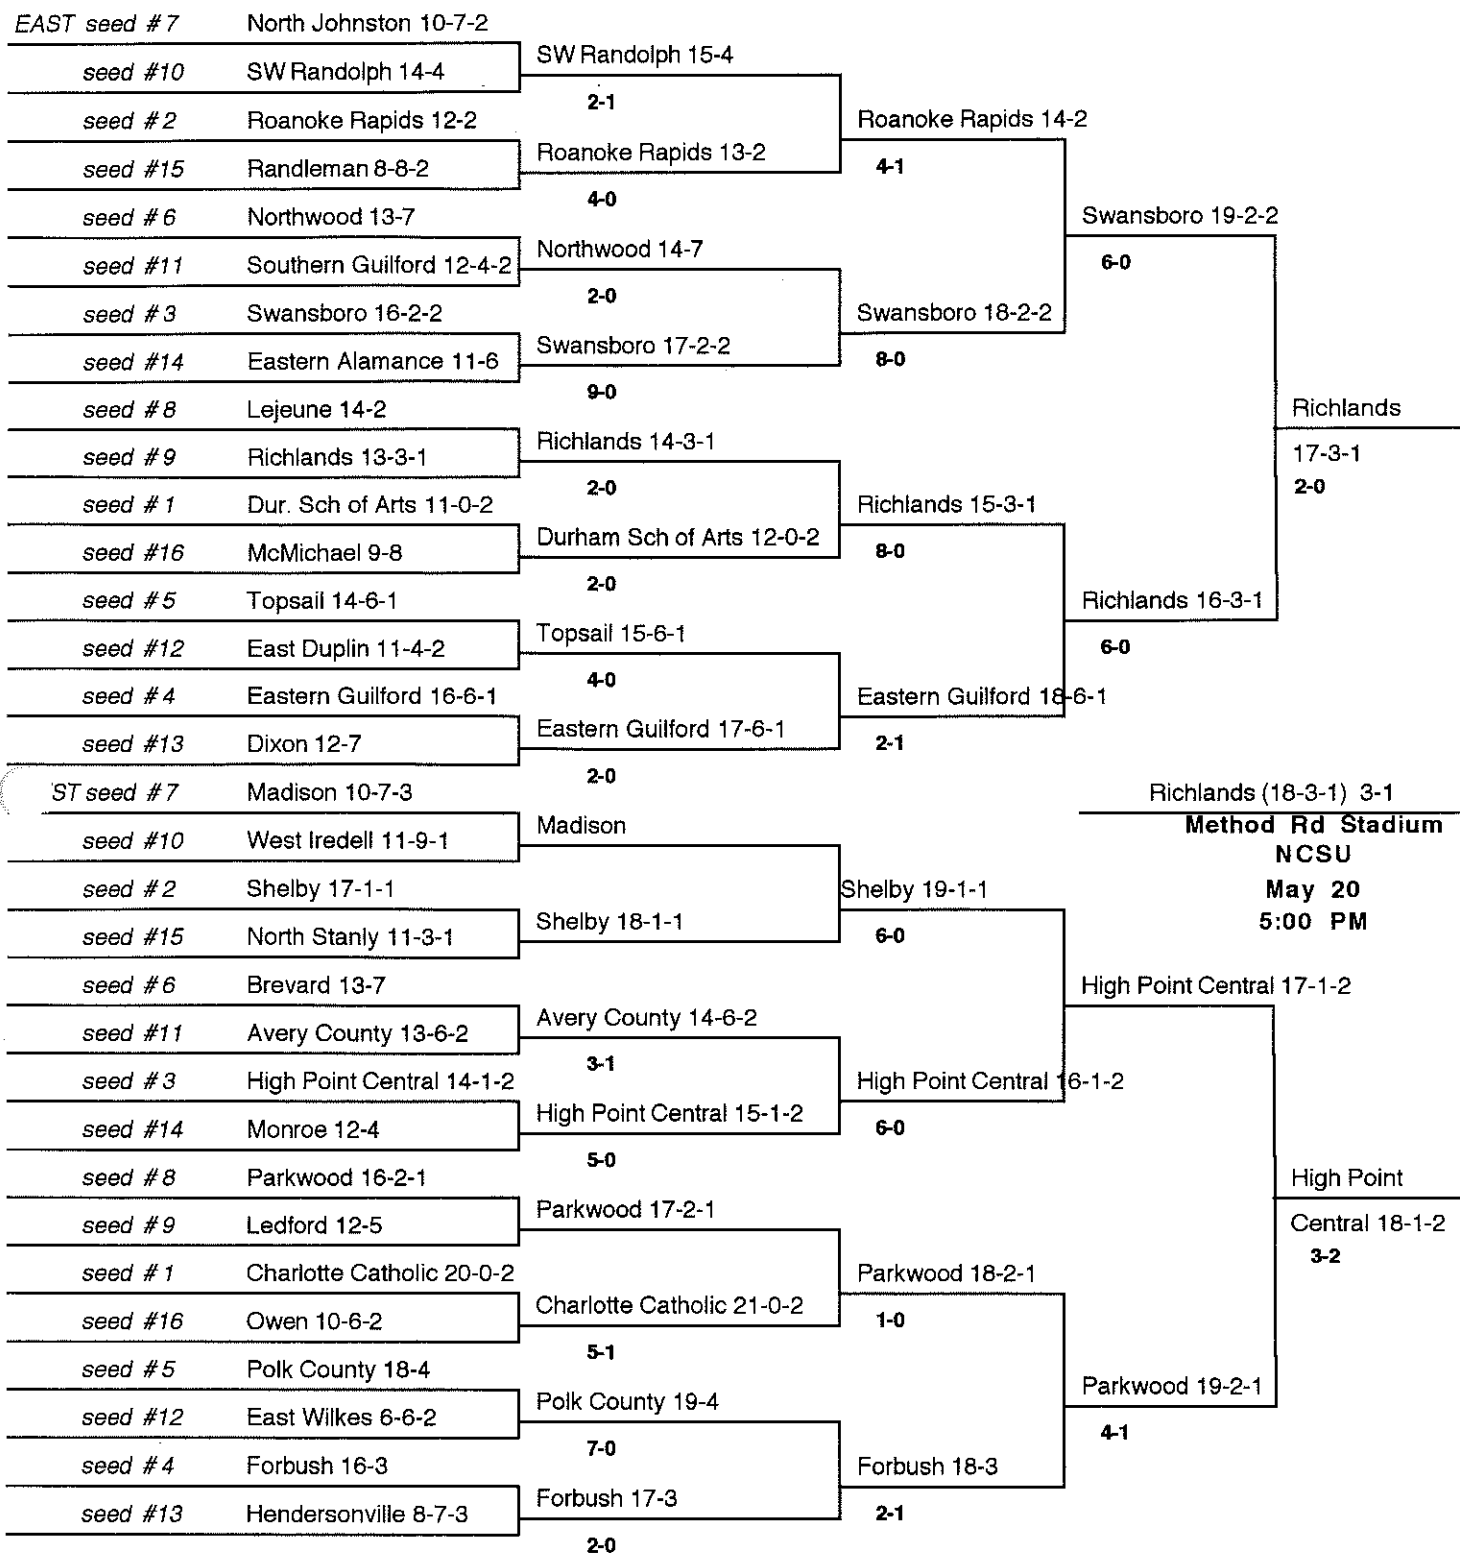 EAST seed # 7 North Johnston 10-7-2
SW Randolph 15-4
seed #10 SW Randolph 14-4
2-1
seed # 2 Roanoke Rapids 12-2
Roanoke Rapids 14-2
Roanoke Rapids 13-2
seed #15 Randleman 8-8-2
4-1
4-0
seed # 6 Northwood 13-7
Swansboro 19-2-2
Northwood 14-7
seed #11 Southern Guilford 12-4-2
6-0
2-0
seed # 3 Swansboro 16-2-2
Swansboro 18-2-2
Swansboro 17-2-2
seed #14 Eastern Alamance 11-6
8-0
9-0
seed # 8 Lejeune 14-2
Richlands
Richlands 14-3-1
seed # 9 Richlands 13-3-1
17-3-1
2-0
2-0
seed # 1 Dur. Sch of Arts 11-0-2
Richlands 15-3-1
Durham Sch of Arts 12-0-2
seed #16 McMichael 9-8
8-0
2-0
seed # 5 Topsail 14-6-1
Richlands 16-3-1
Topsail 15-6-1
seed #12 East Duplin 11-4-2
6-0
4-0
seed # 4 Eastern Guilford 16-6-1
Eastern Guilford 18-6-1
Eastern Guilford 17-6-1
seed #13 Dixon 12-7
2-1
2-0
ST seed # 7 Madison 10-7-3
Richlands (18-3-1) 3-1
Madison
Method Rd Stadium
seed #10 West Iredell 11-9-1
NCSU
seed # 2 Shelby 17-1-1
Shelby 19-1-1
May 20
Shelby 18-1-1
5:00 PM
seed #15 North Stanly 11-3-1
6-0
seed # 6 Brevard 13-7
High Point Central 17-1-2
Avery County 14-6-2
seed #11 Avery County 13-6-2
3-1
seed # 3 High Point Central 14-1-2
High Point Central 16-1-2
High Point Central 15-1-2
seed #14 Monroe 12-4
6-0
5-0
seed # 8 Parkwood 16-2-1
High Point
Parkwood 17-2-1
seed # 9 Ledford 12-5
Central 18-1-2
3-2
seed # 1 Charlotte Catholic 20-0-2
Parkwood 18-2-1
Charlotte Catholic 21-0-2
seed #16 Owen 10-6-2
1-0
5-1
seed # 5 Polk County 18-4
Parkwood 19-2-1
Polk County 19-4
seed #12 East Wilkes 6-6-2
4-1
7-0
seed # 4 Forbush 16-3
Forbush 18-3
Forbush 17-3
seed #13 Hendersonville 8-7-3
2-1
2-0